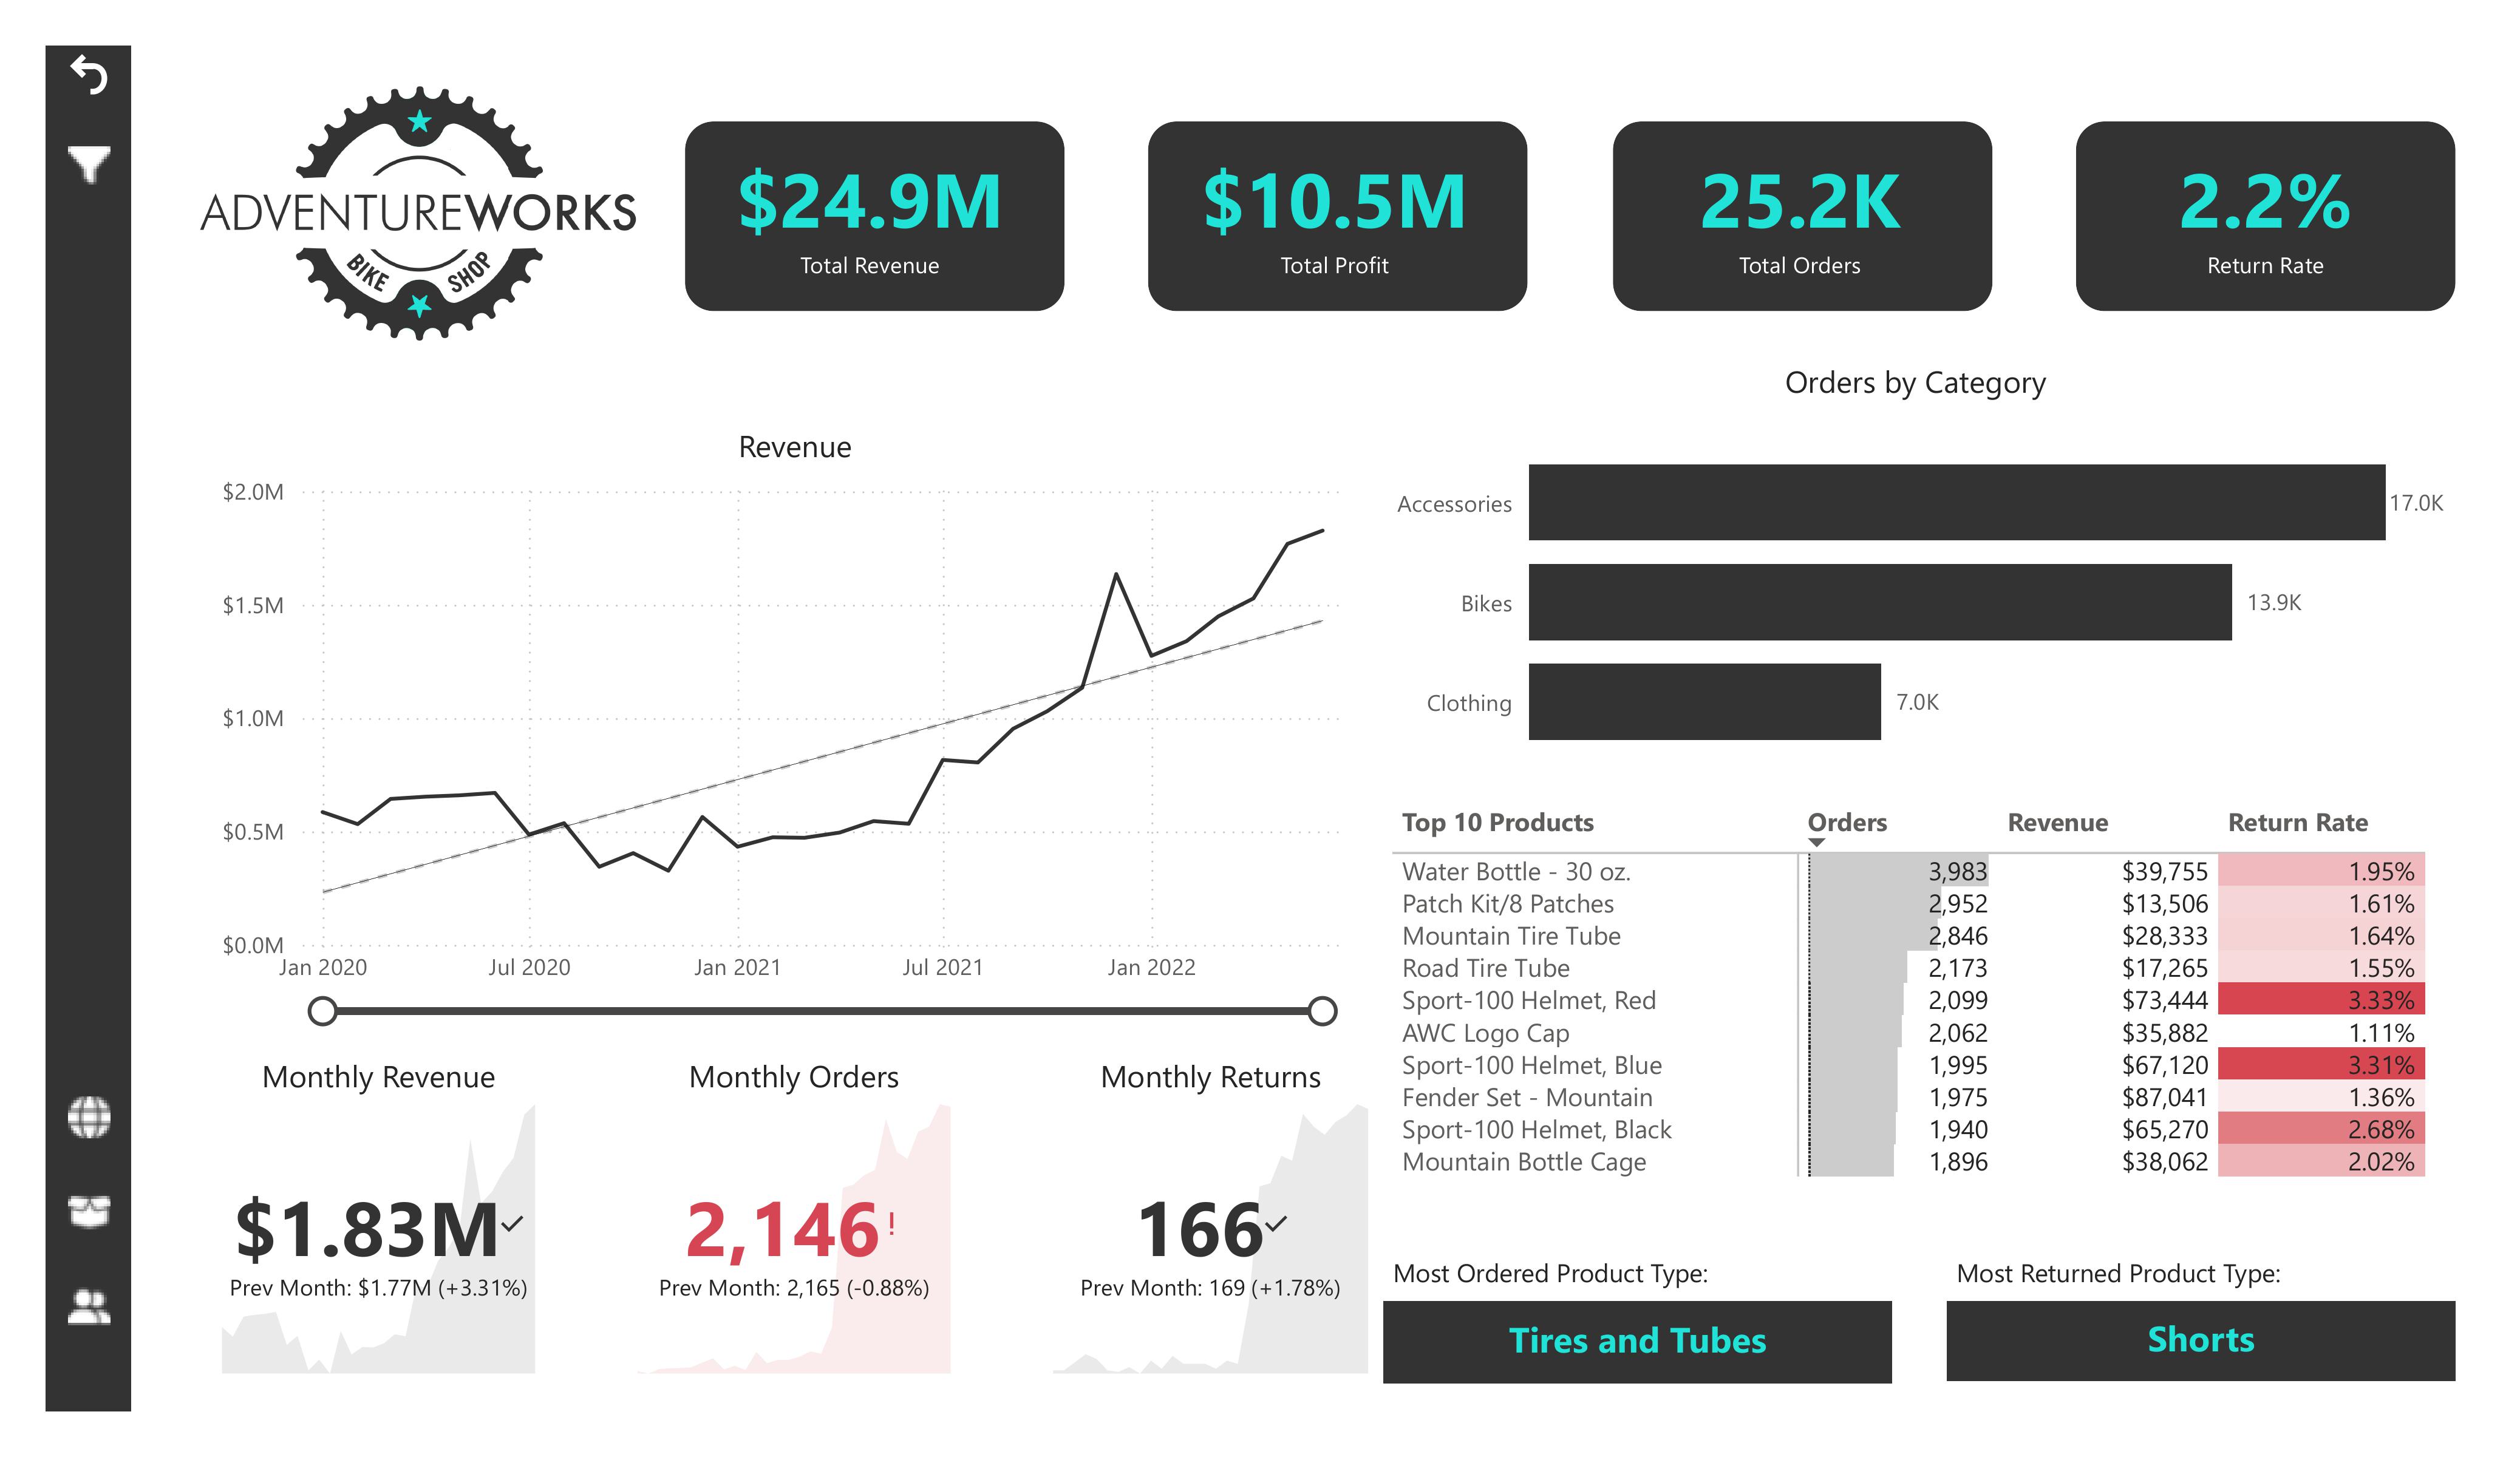 ADVENTUREWORKS
BIKE SHOP
$24.9M
Total Revenue
$10.5M
Total Profit
25.2K
Total Orders
2.2%
Return Rate
Revenue
$2.0M
$1.5M
$1.0M
$0.5M
$0.0M
Jan 2020 Jul 2020 Jan 2021 Jul 2021 Jan 2022
Orders by Category
Accessories 17.0K
Bikes 13.9K
Clothing 7.0K
Top 10 Products Orders Revenue Return Rate
Water Bottle - 30 oz. 3,983 $39,755 1.95%
Patch Kit/8 Patches 2,952 $13,506 1.61%
Mountain Tire Tube 2,846 $28,333 1.64%
Road Tire Tube 2,173 $17,265 1.55%
Sport-100 Helmet, Red 2,099 $73,444 3.33%
AWC Logo Cap 2,062 $35,882 1.11%
Sport-100 Helmet, Blue 1,995 $67,120 3.31%
Fender Set - Mountain 1,975 $87,041 1.36%
Sport-100 Helmet, Black 1,940 $65,270 2.68%
Mountain Bottle Cage 1,896 $38,062 2.02%
Monthly Revenue
$1.83M
Prev Month: $1.77M (+3.31%)
Monthly Orders
2,146!
Prev Month: 2,165 (-0.88%)
Monthly Returns
166
Prev Month: 169 (+1.78%)
Most Ordered Product Type:
Tires and Tubes
Most Returned Product Type:
Shorts